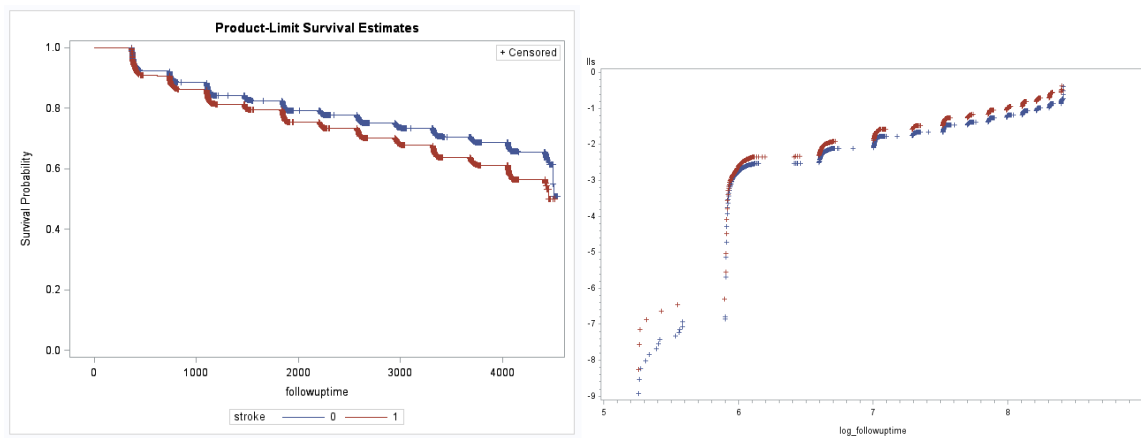 Product-Limit Survival Estimates
+ Censored
1.0
0.8
0.6
0.4
0.2
0.0
Survival Probability
0 1000 2000 3000 4000
followuptime
stroke 0 1
lls
0
-1
-2
-3
-4
-5
-6
-7
-8
-9
5 6 7 8
log_followuptime